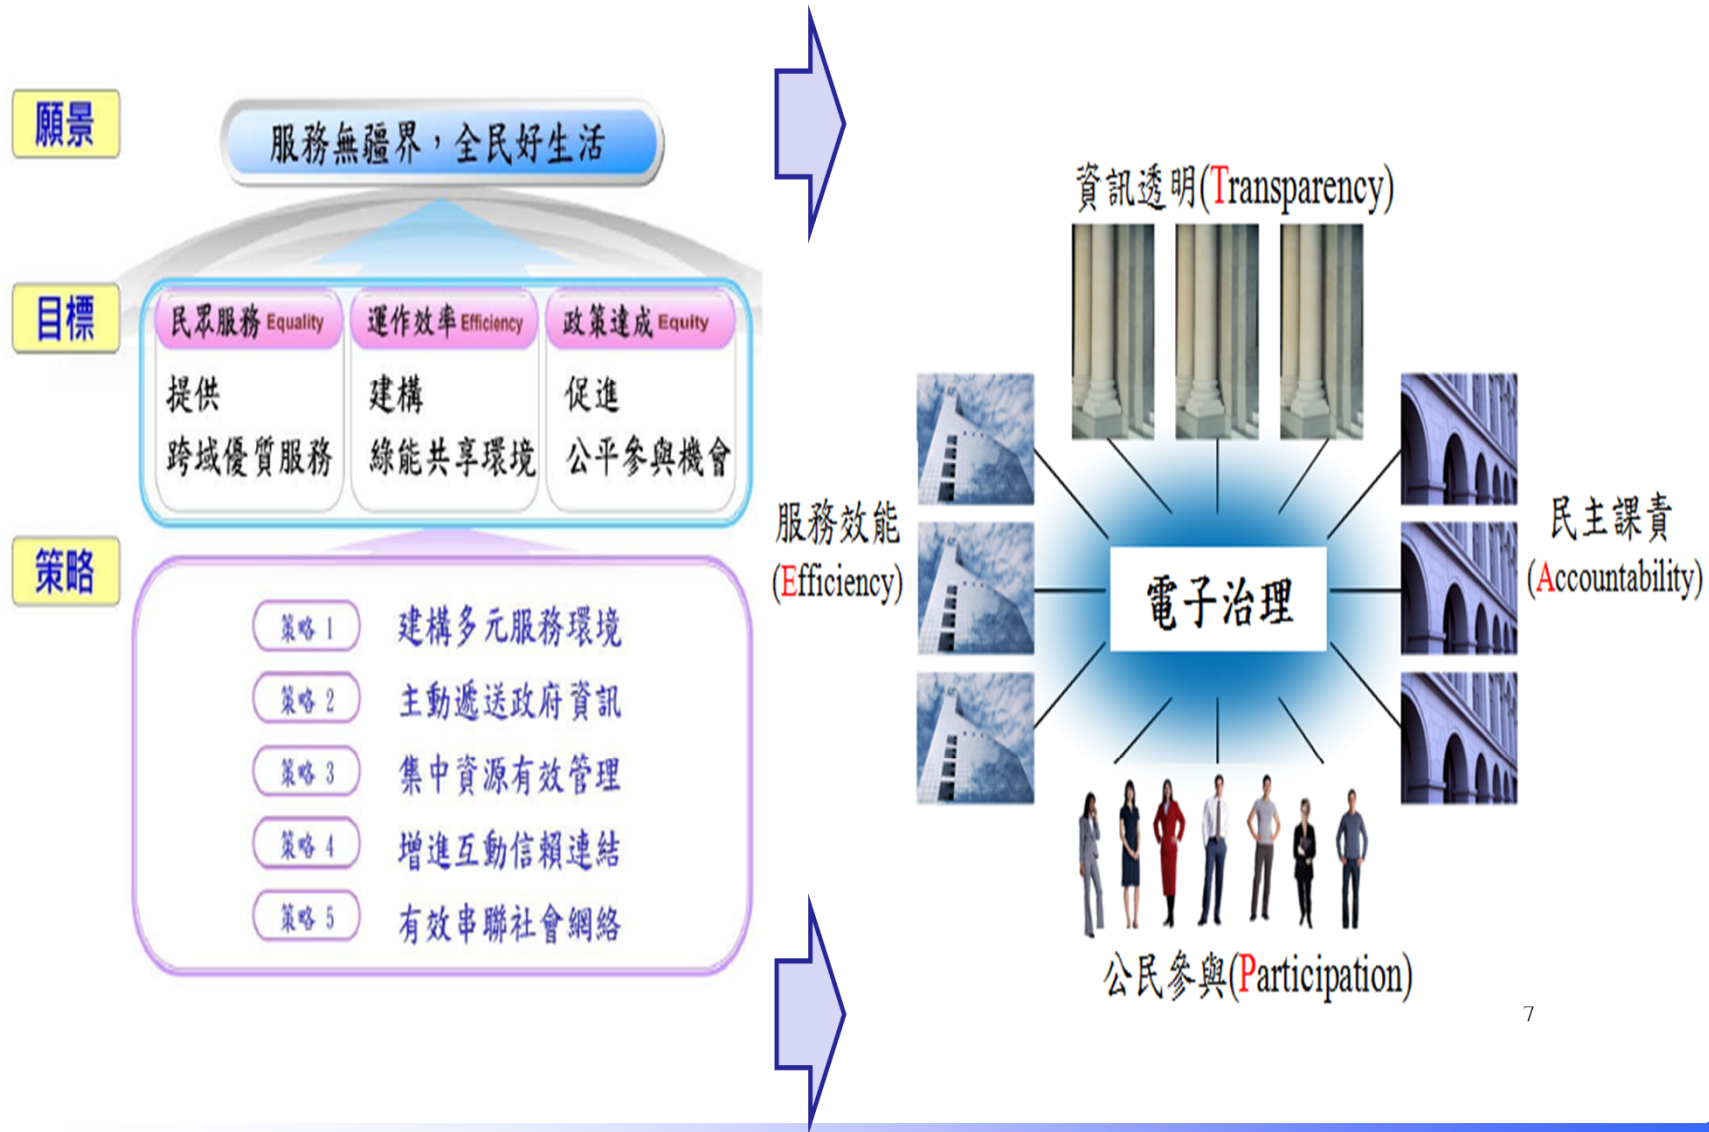 願景
服務無疆界，全民好生活
目標
民眾服務 Equality
提供
跨域優質服務
運作效率 Efficiency
建構
綠能共享環境
政策達成 Equity
促進
公平參與機會
策略
策略 1 建構多元服務環境
策略 2 主動遞送政府資訊
策略 3 集中資源有效管理
策略 4 增進互動信賴連結
策略 5 有效串聯社會網絡
資訊透明(Transparency)
服務效能
(Efficiency)
電子治理
民主課責
(Accountability)
公民參與(Participation)
7